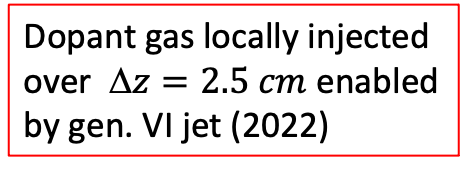 Dopant gas locally injected
over Δz = 2.5 cm enabled
by gen. VI jet (2022)